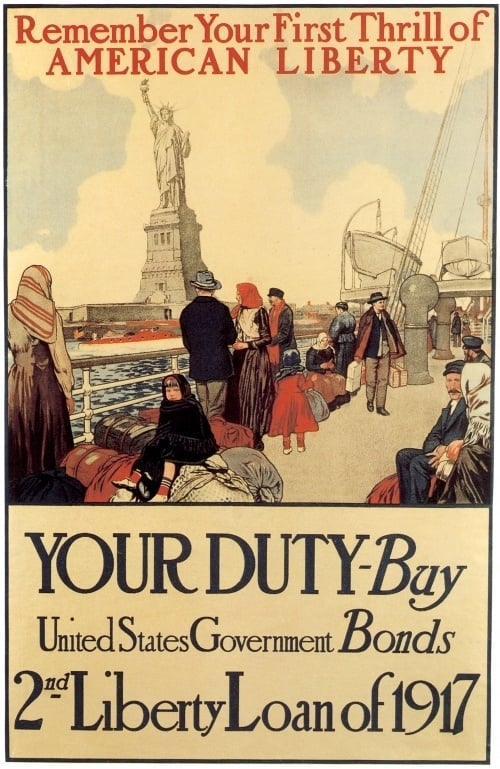 Remember Your First Thrill of
AMERICAN LIBERTY
YOUR DUTY-Buy
United States Government Bonds
2nd Liberty Loan of 1917